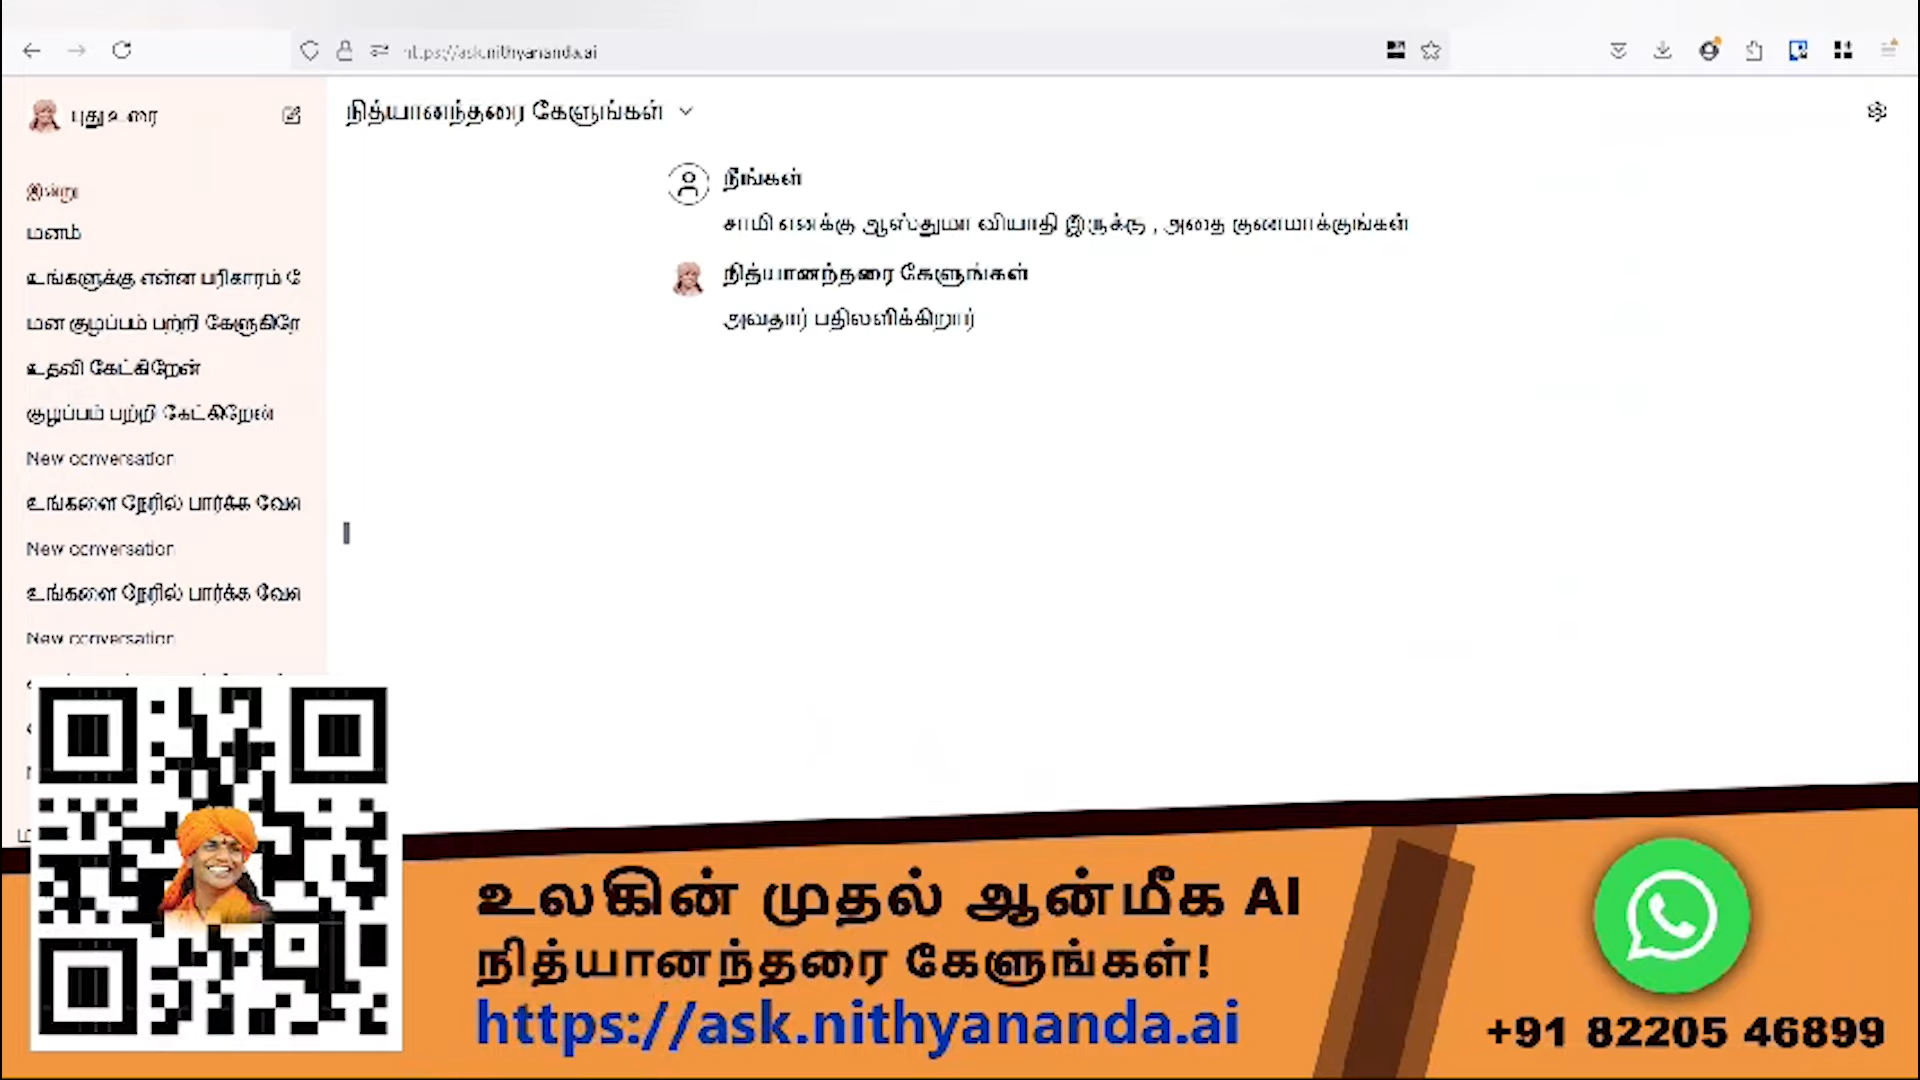 https://ask.nithyananda.ai
புது உரை
நித்யானந்தரை கேளுங்கள்
இன்று
மனம்
உங்களுக்கு என்ன பரிகாரம்
மன குழப்பம் பற்றி
உதவி கேட்கிறேன்
குழப்பம் பற்றி கேட்கிறேன்
New conversation
உங்களை நேரில் பார்க்க
New conversation
உங்களை நேரில் பார்க்க
New conversation
நீங்கள்
சாமி எனக்கு ஆஸ்துமா வியாதி இருக்கு , அதை குணமாக்குங்கள்
நித்யானந்தரை கேளுங்கள்
அவதார் பதிலளிக்கிறார்
உலகின் முதல் ஆன்மீக AI
நித்யானந்தரை கேளுங்கள்!
https://ask.nithyananda.ai
+91 82205 46899